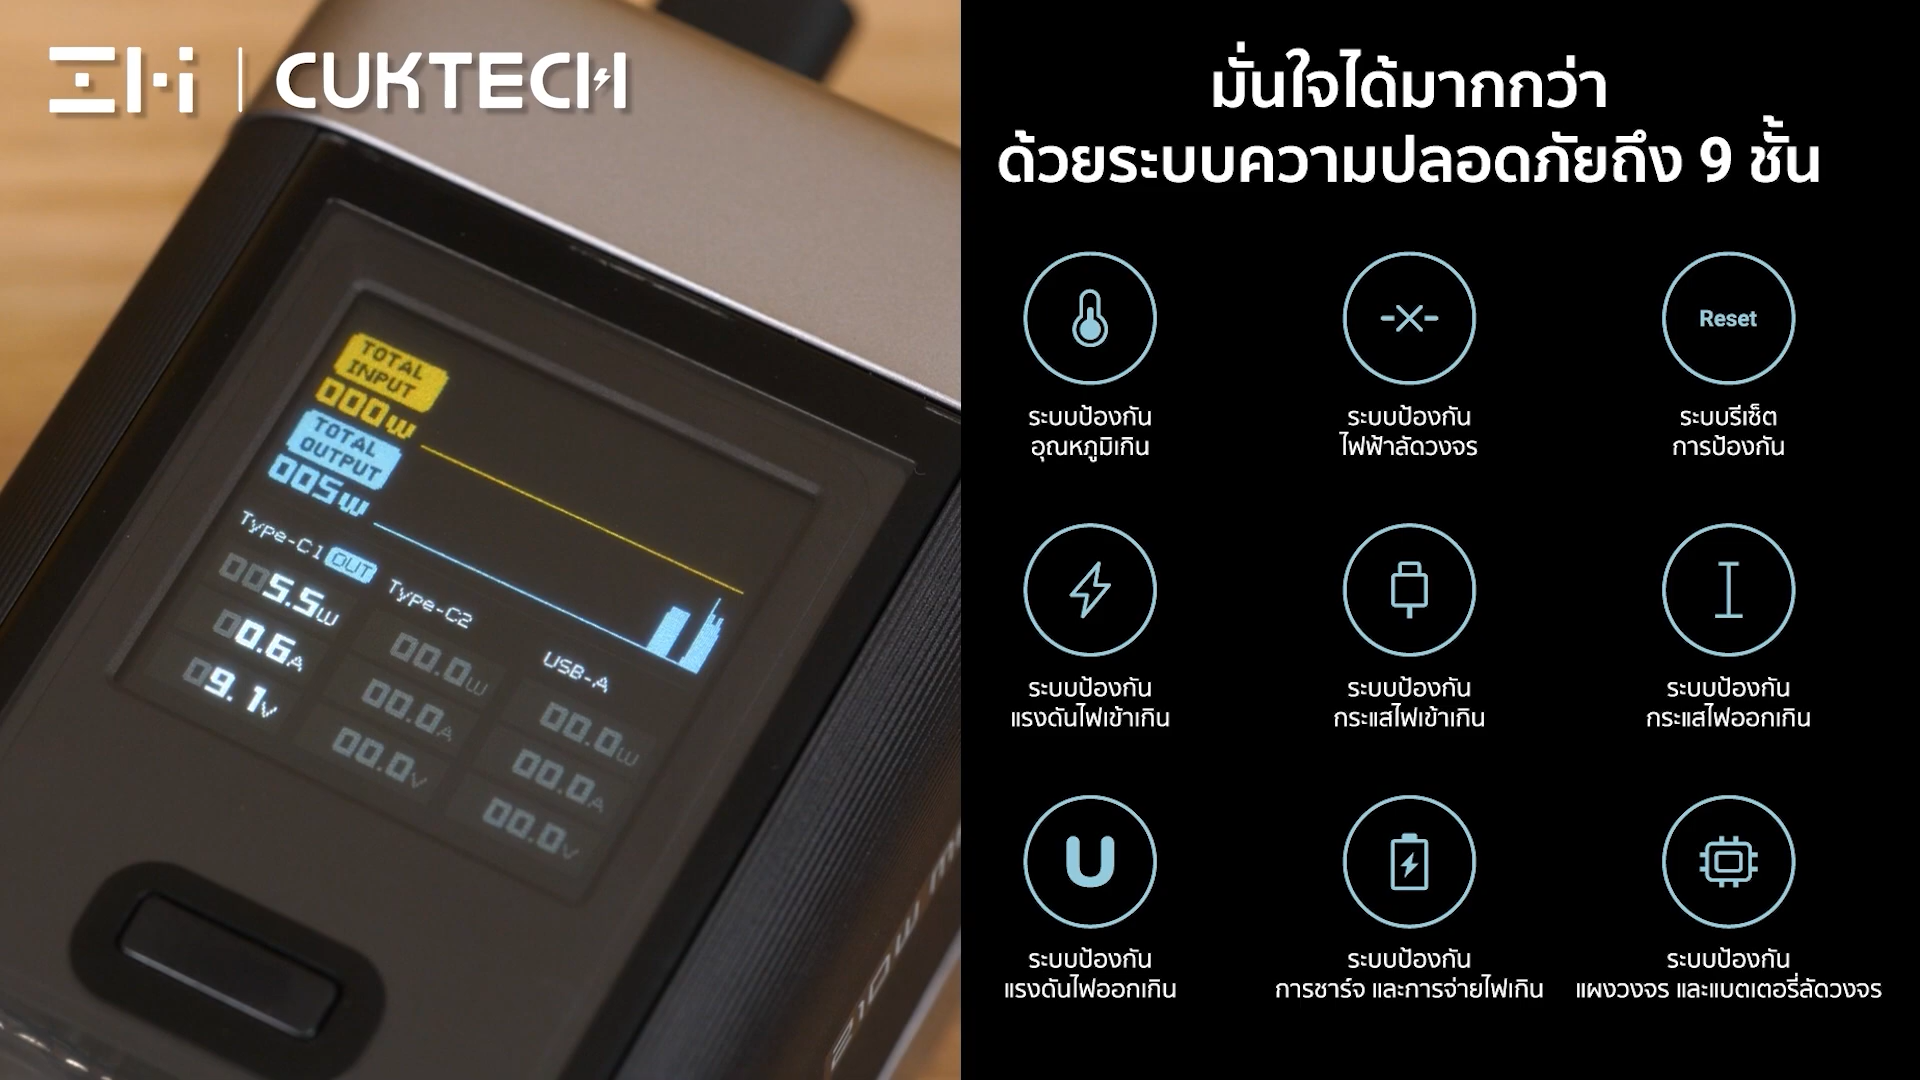 ZMI | CUKTECH
TOTAL
INPUT
000W
TOTAL
OUTPUT
005W
Type-C1 OUT
005.5W
00.6A
09.1V
Type-C2
00.0W
00.0A
00.0V
USB-A
00.0W
00.0A
00.0V
210W
มั่นใจได้มากกว่า
ด้วยระบบความปลอดภัยถึง 9 ชั้น
ระบบป้องกัน
อุณหภูมิเกิน
ระบบป้องกัน
ไฟฟ้าลัดวงจร
Reset
ระบบรีเซ็ต
การป้องกัน
ระบบป้องกัน
แรงดันไฟเข้าเกิน
ระบบป้องกัน
กระแสไฟเข้าเกิน
ระบบป้องกัน
กระแสไฟออกเกิน
U
ระบบป้องกัน
แรงดันไฟออกเกิน
ระบบป้องกัน
การชาร์จ และการจ่ายไฟเกิน
ระบบป้องกัน
แผงวงจร และแบตเตอรี่ลัดวงจร